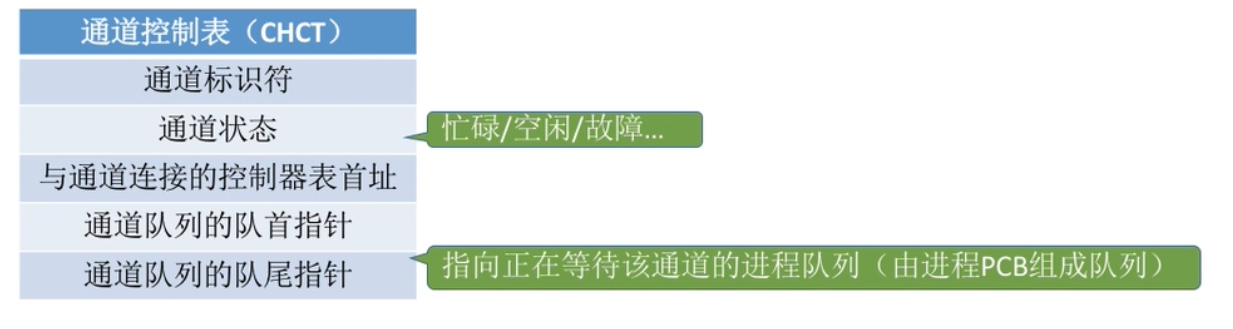 通道控制表（CHCT）
通道标识符
通道状态
忙碌/空闲/故障...
与通道连接的控制器表首址
通道队列的队首指针
通道队列的队尾指针
指向正在等待该通道的进程队列（由进程PCB组成队列）